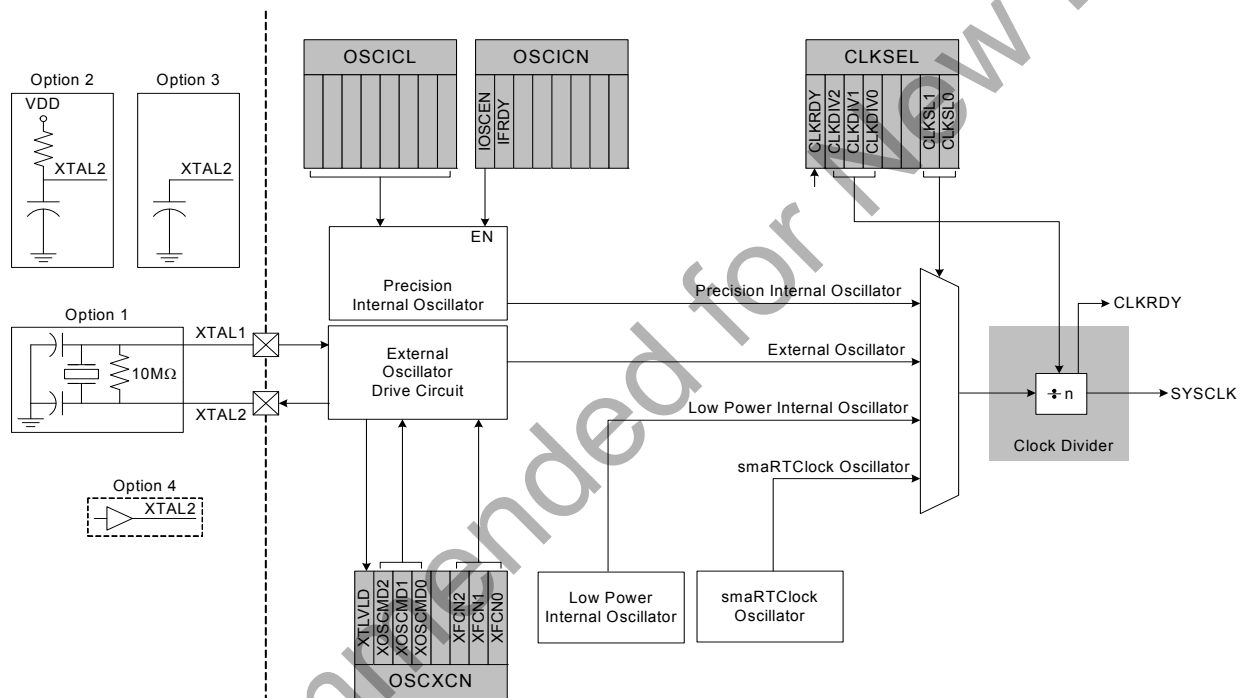 OSCICL
OSCICN
CLKSEL
IOSCEN
IFRDY
CLKRDY
CLKDIV2
CLKDIV1
CLKDIV0
CLKSL1
CLKSL0
Option 2
VDD
XTAL2
Option 3
XTAL2
EN
Precision
Internal Oscillator
Precision Internal Oscillator
CLKRDY
Option 1
XTAL1
10MΩ
XTAL2
External
Oscillator
Drive Circuit
External Oscillator
Low Power Internal Oscillator
smaRTClock Oscillator
÷ n
SYSCLK
Clock Divider
Option 4
XTAL2
XTLVLD
XOSCMD2
XOSCMD1
XOSCMD0
XFCN2
XFCN1
XFCN0
OSCXCN
Low Power
Internal Oscillator
smaRTClock
Oscillator
mmended for New